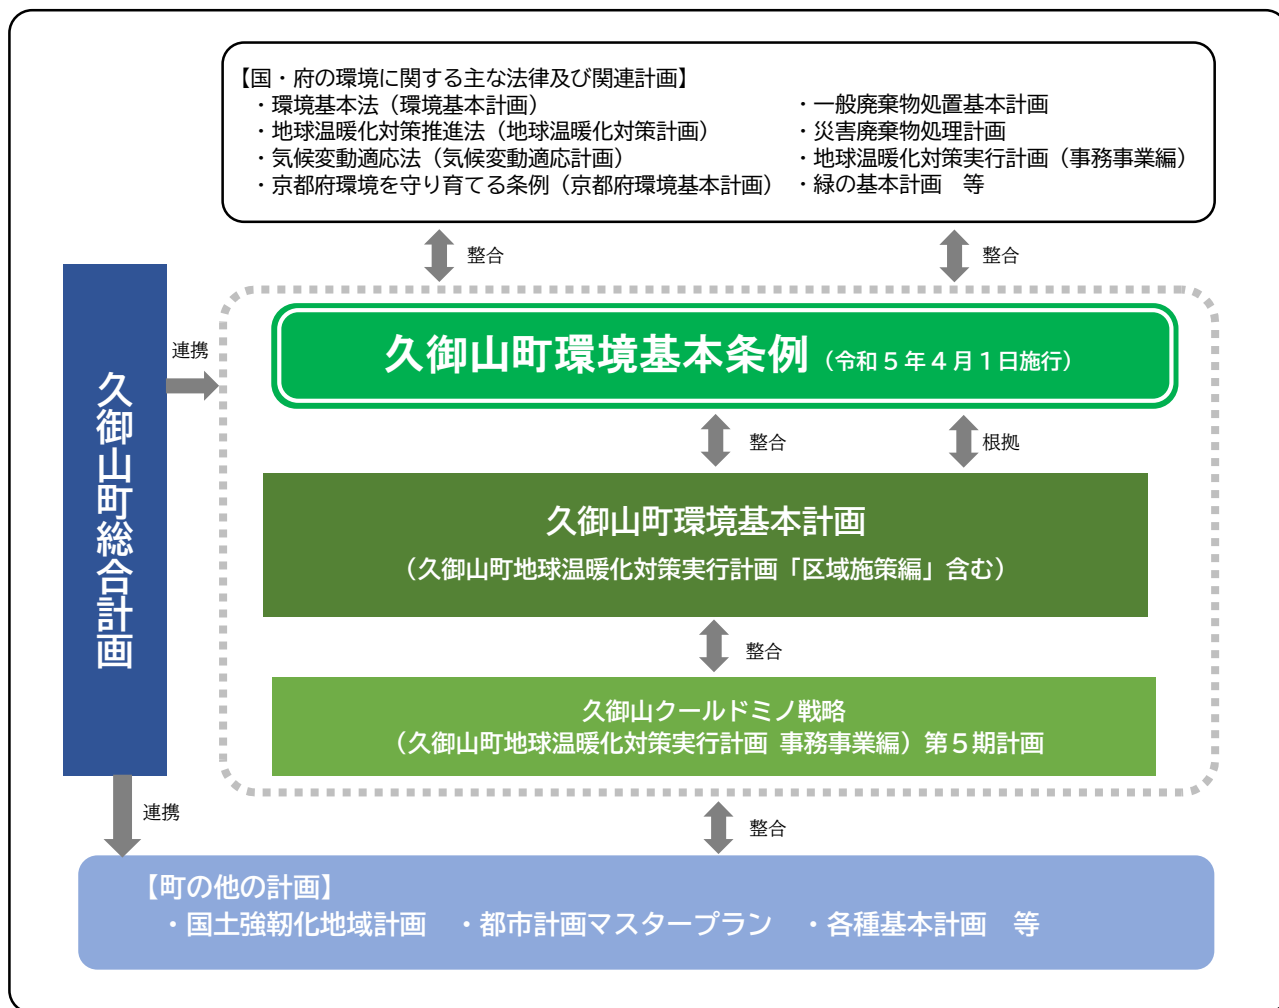 【国・府の環境に関する主な法律及び関連計画】
・環境基本法（環境基本計画）
・地球温暖化対策推進法（地球温暖化対策計画）
・気候変動適応法（気候変動適応計画）
・京都府環境を守り育てる条例（京都府環境基本計画）
・一般廃棄物処置基本計画
・災害廃棄物処理計画
・地球温暖化対策実行計画（事務事業編）
・緑の基本計画　等
整合
整合
久御山町総合計画
連携
久御山町環境基本条例（令和５年４月１日施行）
整合
根拠
久御山町環境基本計画
（久御山町地球温暖化対策実行計画「区域施策編」含む）
整合
久御山クールドミノ戦略
（久御山町地球温暖化対策実行計画 事務事業編）第５期計画
連携
整合
【町の他の計画】
・国土強靭化地域計画　・都市計画マスタープラン　・各種基本計画　等